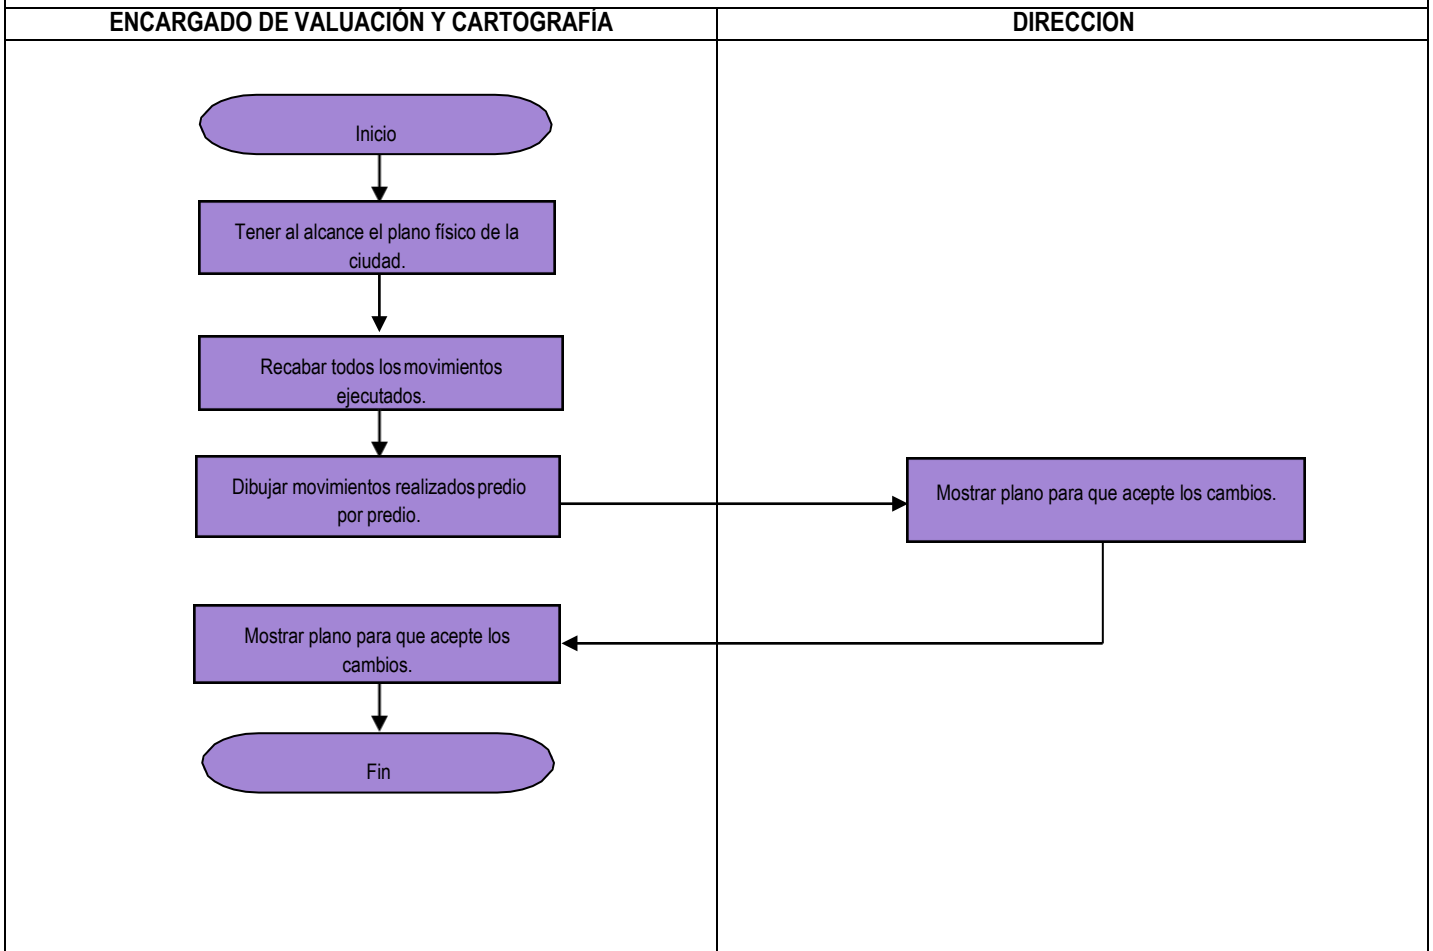 ENCARGADO DE VALUACIÓN Y CARTOGRAFÍA
DIRECCION
Inicio
Tener al alcance el plano físico de la
ciudad.
Recabar todos los movimientos
ejecutados.
Dibujar movimientos realizados predio
por predio.
Mostrar plano para que acepte los cambios.
Mostrar plano para que acepte los
cambios.
Fin